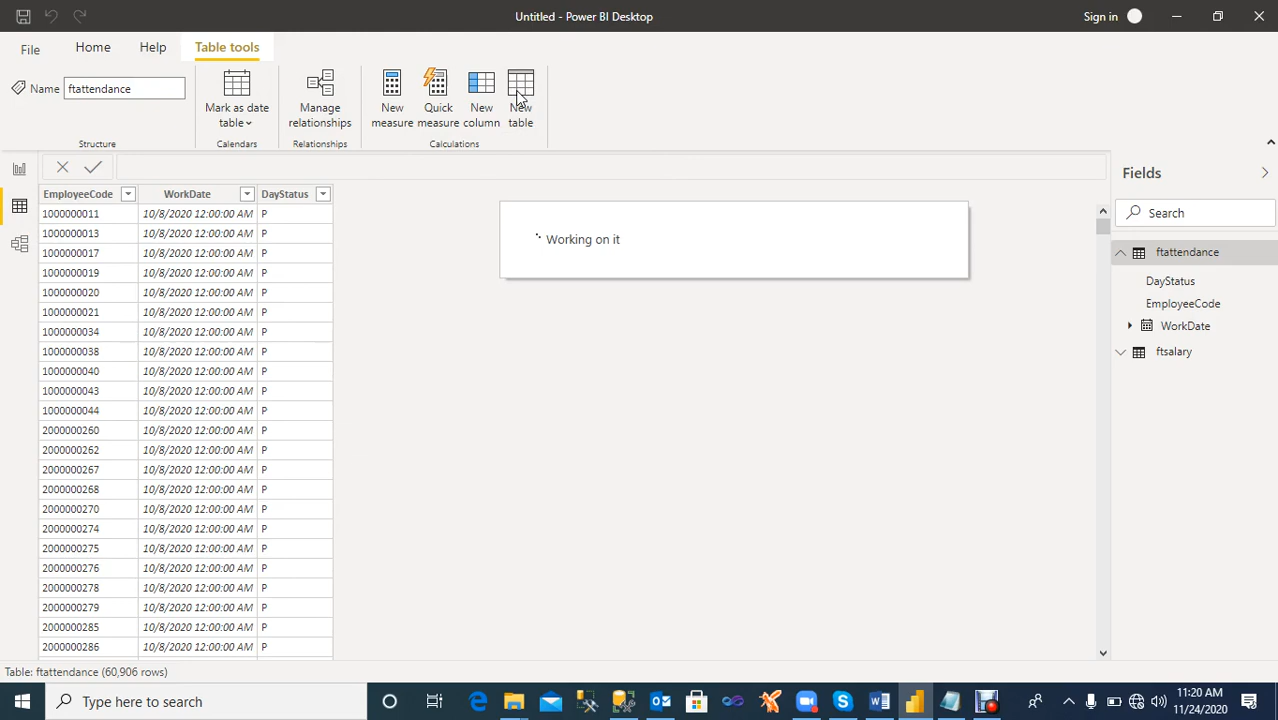 Untitled - Power BI Desktop
Sign in
File
Home
Help
Table tools
Name
ftattendance
Mark as date
table
Manage
relationships
New
measure
Quick
measure
New
column
New
table
Structure
Calendars
Relationships
Calculations
EmployeeCode WorkDate DayStatus
1000000011 10/8/2020 12:00:00 AM P
1000000013 10/8/2020 12:00:00 AM P
1000000017 10/8/2020 12:00:00 AM P
1000000019 10/8/2020 12:00:00 AM P
1000000020 10/8/2020 12:00:00 AM P
1000000021 10/8/2020 12:00:00 AM P
1000000034 10/8/2020 12:00:00 AM P
1000000038 10/8/2020 12:00:00 AM P
1000000040 10/8/2020 12:00:00 AM P
1000000043 10/8/2020 12:00:00 AM P
1000000044 10/8/2020 12:00:00 AM P
2000000260 10/8/2020 12:00:00 AM P
2000000262 10/8/2020 12:00:00 AM P
2000000267 10/8/2020 12:00:00 AM P
2000000268 10/8/2020 12:00:00 AM P
2000000270 10/8/2020 12:00:00 AM P
2000000274 10/8/2020 12:00:00 AM P
2000000275 10/8/2020 12:00:00 AM P
2000000276 10/8/2020 12:00:00 AM P
2000000278 10/8/2020 12:00:00 AM P
2000000279 10/8/2020 12:00:00 AM P
2000000285 10/8/2020 12:00:00 AM P
2000000286 10/8/2020 12:00:00 AM P
Working on it
Fields
Search
ftattendance
DayStatus
EmployeeCode
WorkDate
ftsalary
Table: ftattendance (60,906 rows)
Type here to search
11:20 AM
11/24/2020